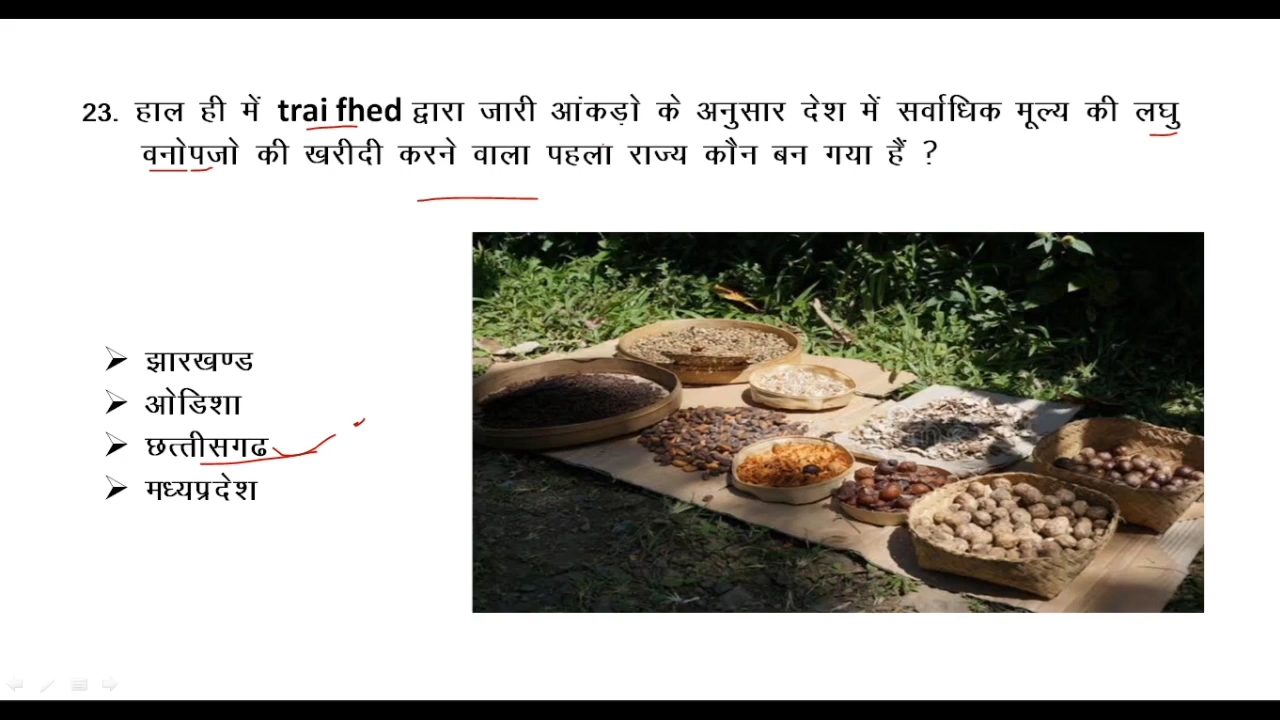 23. हाल ही में trai fhed द्वारा जारी आंकड़ो के अनुसार देश में सर्वाधिक मूल्य की लघु
वनोपजो की खरीदी करने वाला पहला राज्य कौन बन गया हैं ?
➢ झारखण्ड
➢ ओडिशा
➢ छत्तीसगढ
➢ मध्यप्रदेश